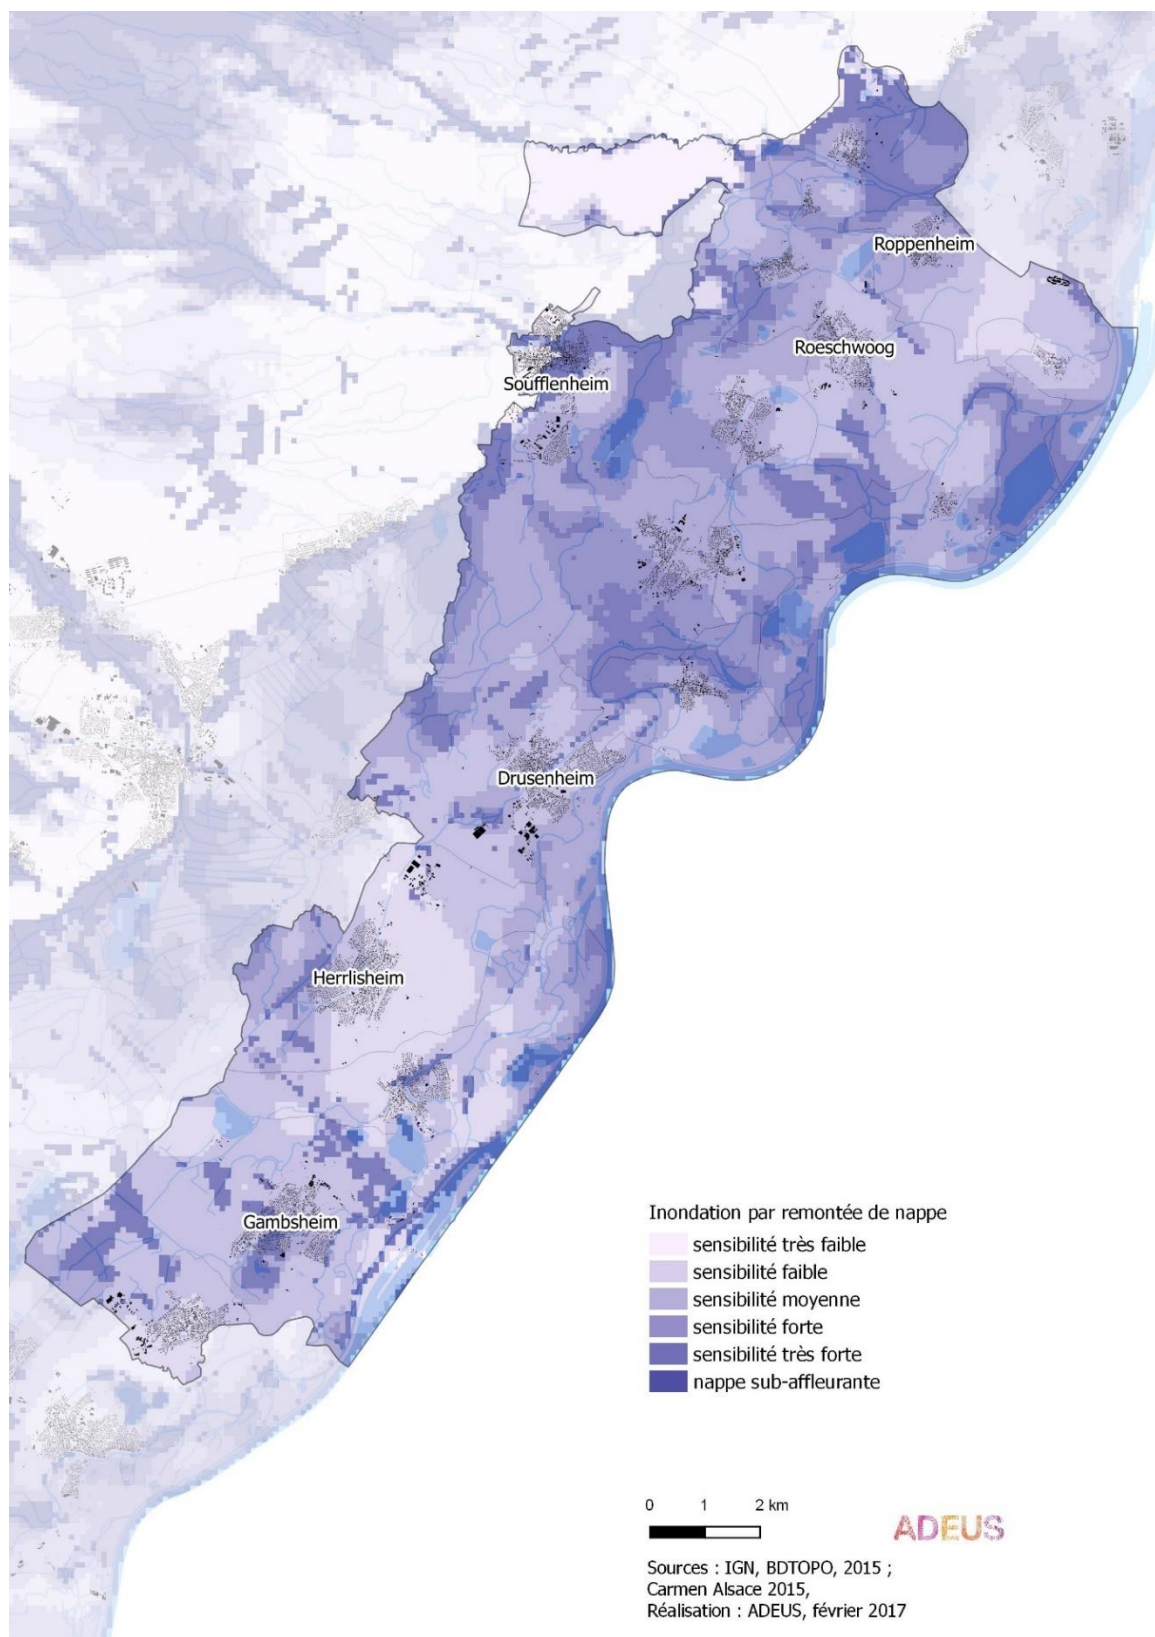 Roppenheim
Roeschwoog
Soufflenheim
Drusenheim
Herrlisheim
Gambsheim
Inondation par remontée de nappe
sensibilité très faible
sensibilité faible
sensibilité moyenne
sensibilité forte
sensibilité très forte
nappe sub-affleurante
0 1 2 km
ADEUS
Sources : IGN, BDTOPO, 2015 ;
Carmen Alsace 2015,
Réalisation : ADEUS, février 2017